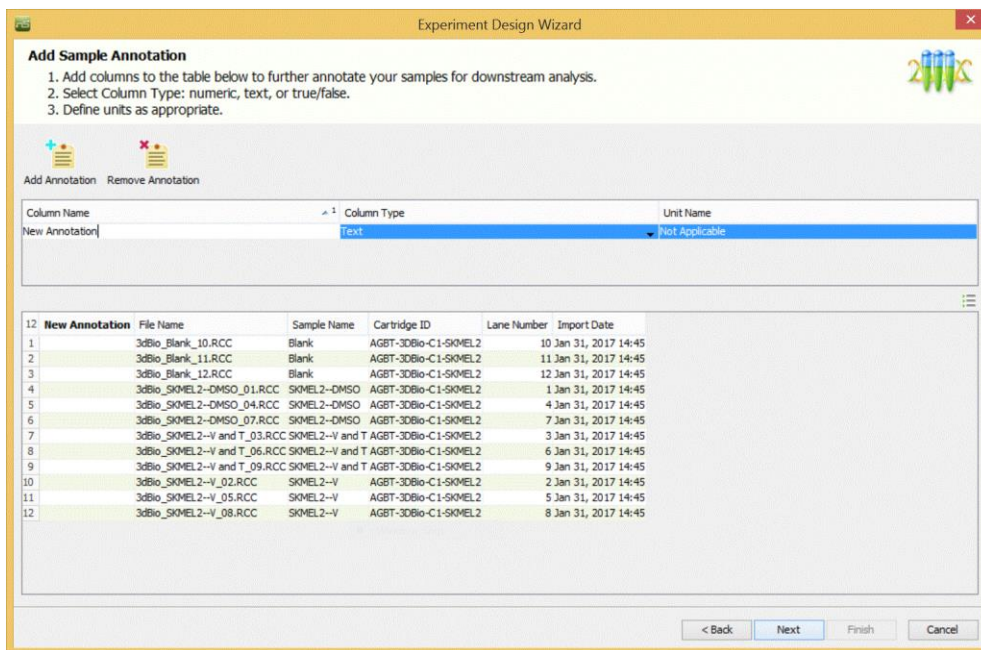 Experiment Design Wizard
Add Sample Annotation
1. Add columns to the table below to further annotate your samples for downstream analysis.
2. Select Column Type: numeric, text, or true/false.
3. Define units as appropriate.
Add Annotation Remove Annotation
Column Name 1 Column Type Unit Name
New Annotation Text Not Applicable
12 New Annotation File Name Sample Name Cartridge ID Lane Number Import Date
1 3dBio_Blank_10.RCC Blank AGBT-3DBio-C1-SKMEL2 10 Jan 31, 2017 14:45
2 3dBio_Blank_11.RCC Blank AGBT-3DBio-C1-SKMEL2 11 Jan 31, 2017 14:45
3 3dBio_Blank_12.RCC Blank AGBT-3DBio-C1-SKMEL2 12 Jan 31, 2017 14:45
4 3dBio_SKMEL2--DMSO_01.RCC SKMEL2--DMSO AGBT-3DBio-C1-SKMEL2 1 Jan 31, 2017 14:45
5 3dBio_SKMEL2--DMSO_04.RCC SKMEL2--DMSO AGBT-3DBio-C1-SKMEL2 4 Jan 31, 2017 14:45
6 3dBio_SKMEL2--DMSO_07.RCC SKMEL2--DMSO AGBT-3DBio-C1-SKMEL2 7 Jan 31, 2017 14:45
7 3dBio_SKMEL2--V and T_03.RCC SKMEL2--V and T AGBT-3DBio-C1-SKMEL2 3 Jan 31, 2017 14:45
8 3dBio_SKMEL2--V and T_06.RCC SKMEL2--V and T AGBT-3DBio-C1-SKMEL2 6 Jan 31, 2017 14:45
9 3dBio_SKMEL2--V and T_09.RCC SKMEL2--V and T AGBT-3DBio-C1-SKMEL2 9 Jan 31, 2017 14:45
10 3dBio_SKMEL2--V_02.RCC SKMEL2--V AGBT-3DBio-C1-SKMEL2 2 Jan 31, 2017 14:45
11 3dBio_SKMEL2--V_05.RCC SKMEL2--V AGBT-3DBio-C1-SKMEL2 5 Jan 31, 2017 14:45
12 3dBio_SKMEL2--V_08.RCC SKMEL2--V AGBT-3DBio-C1-SKMEL2 8 Jan 31, 2017 14:45
< Back Next Finish Cancel